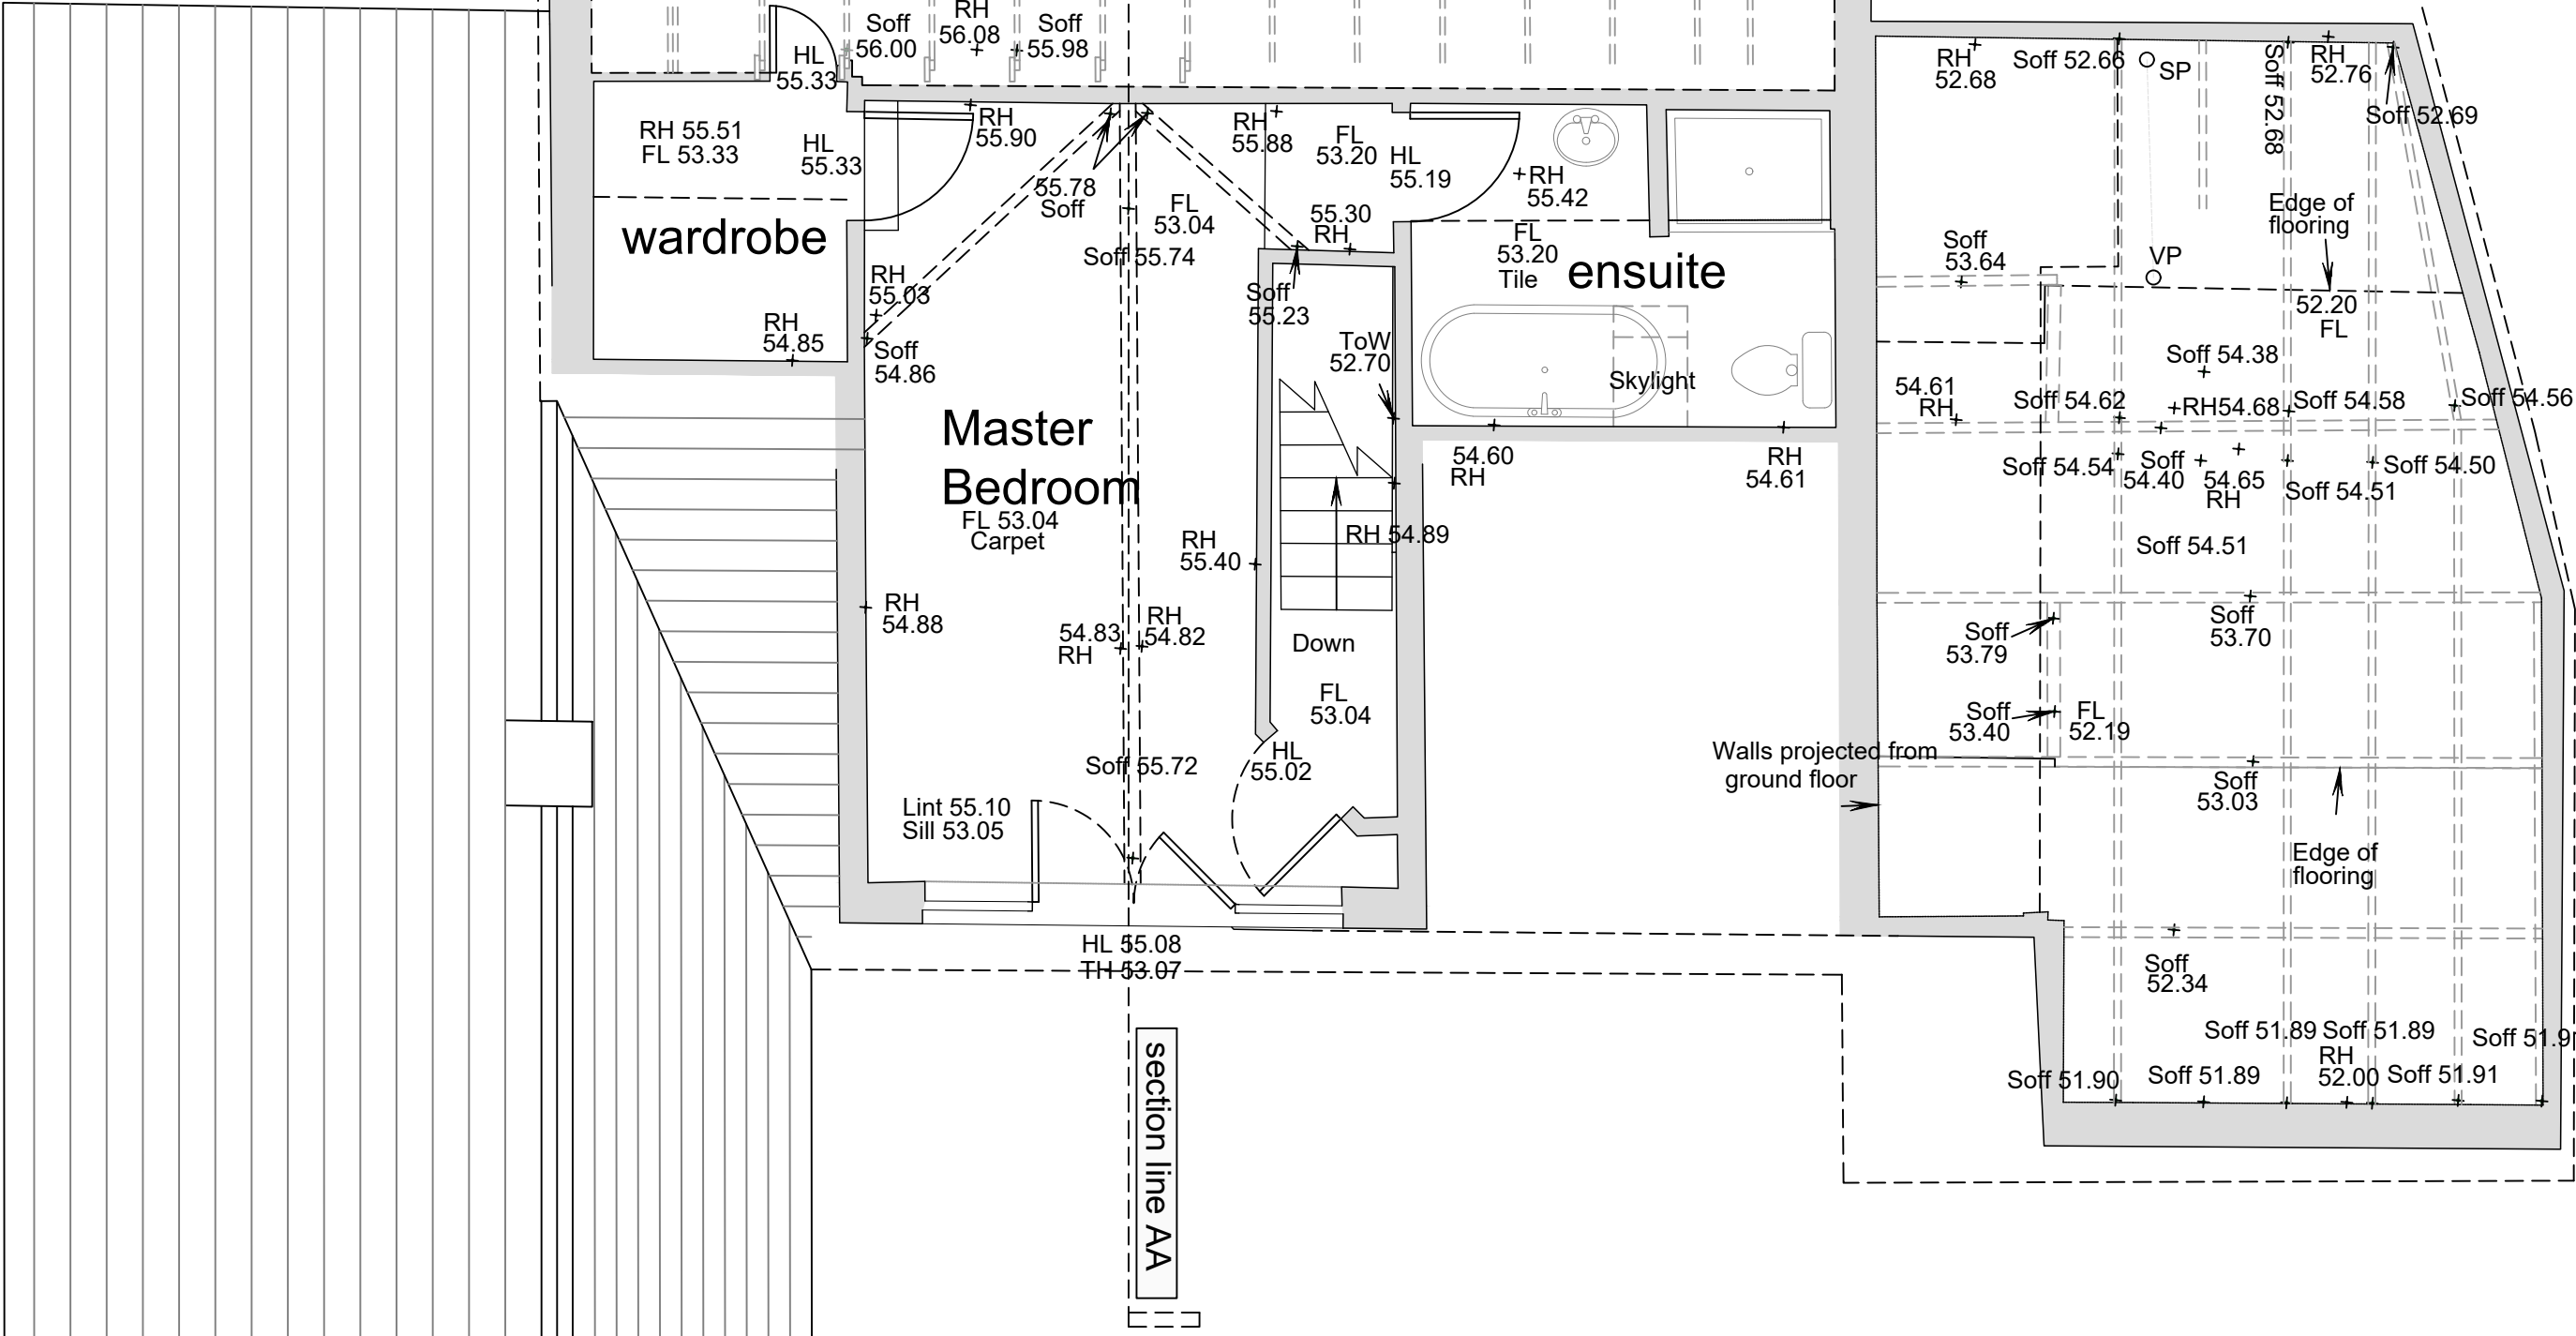 RH
56.08
Soff
56.00
Soff
55.98
HL
55.33
RH
55.90
RH 55.51
FL 53.33
HL
55.33
wardrobe
RH
54.85
RH
55.03
Soff
54.86
55.78
Soff
FL
53.04
Soff 55.74
RH
55.88
FL
53.20
HL
55.19
55.30
RH
Soff
55.23
RH
55.42
FL
53.20
Tile
ensuite
Skylight
ToW
52.70
54.60
RH
RH
54.61
Master
Bedroom
FL 53.04
Carpet
RH
55.40
RH 54.89
RH
54.88
54.83
RH
RH
54.82
Down
FL
53.04
HL
55.02
Soff 55.72
Lint 55.10
Sill 53.05
HL 55.08
TH 53.07
section line AA
RH
52.68
Soff 52.66
SP
Soff 52.68
RH
52.76
Soff 52.69
Edge of
flooring
Soff
53.64
VP
52.20
FL
Soff 54.38
54.61
RH
Soff 54.62
RH54.68
Soff 54.58
Soff 54.56
Soff 54.54
Soff
54.40
54.65
RH
Soff 54.51
Soff 54.50
Soff 54.51
Soff
53.79
Soff
53.70
Soff
53.40
FL
52.19
Walls projected from
ground floor
Soff
53.03
Edge of
flooring
Soff
52.34
Soff 51.89
Soff 51.89
Soff 51.9
RH
52.00
Soff 51.90
Soff 51.89
Soff 51.91